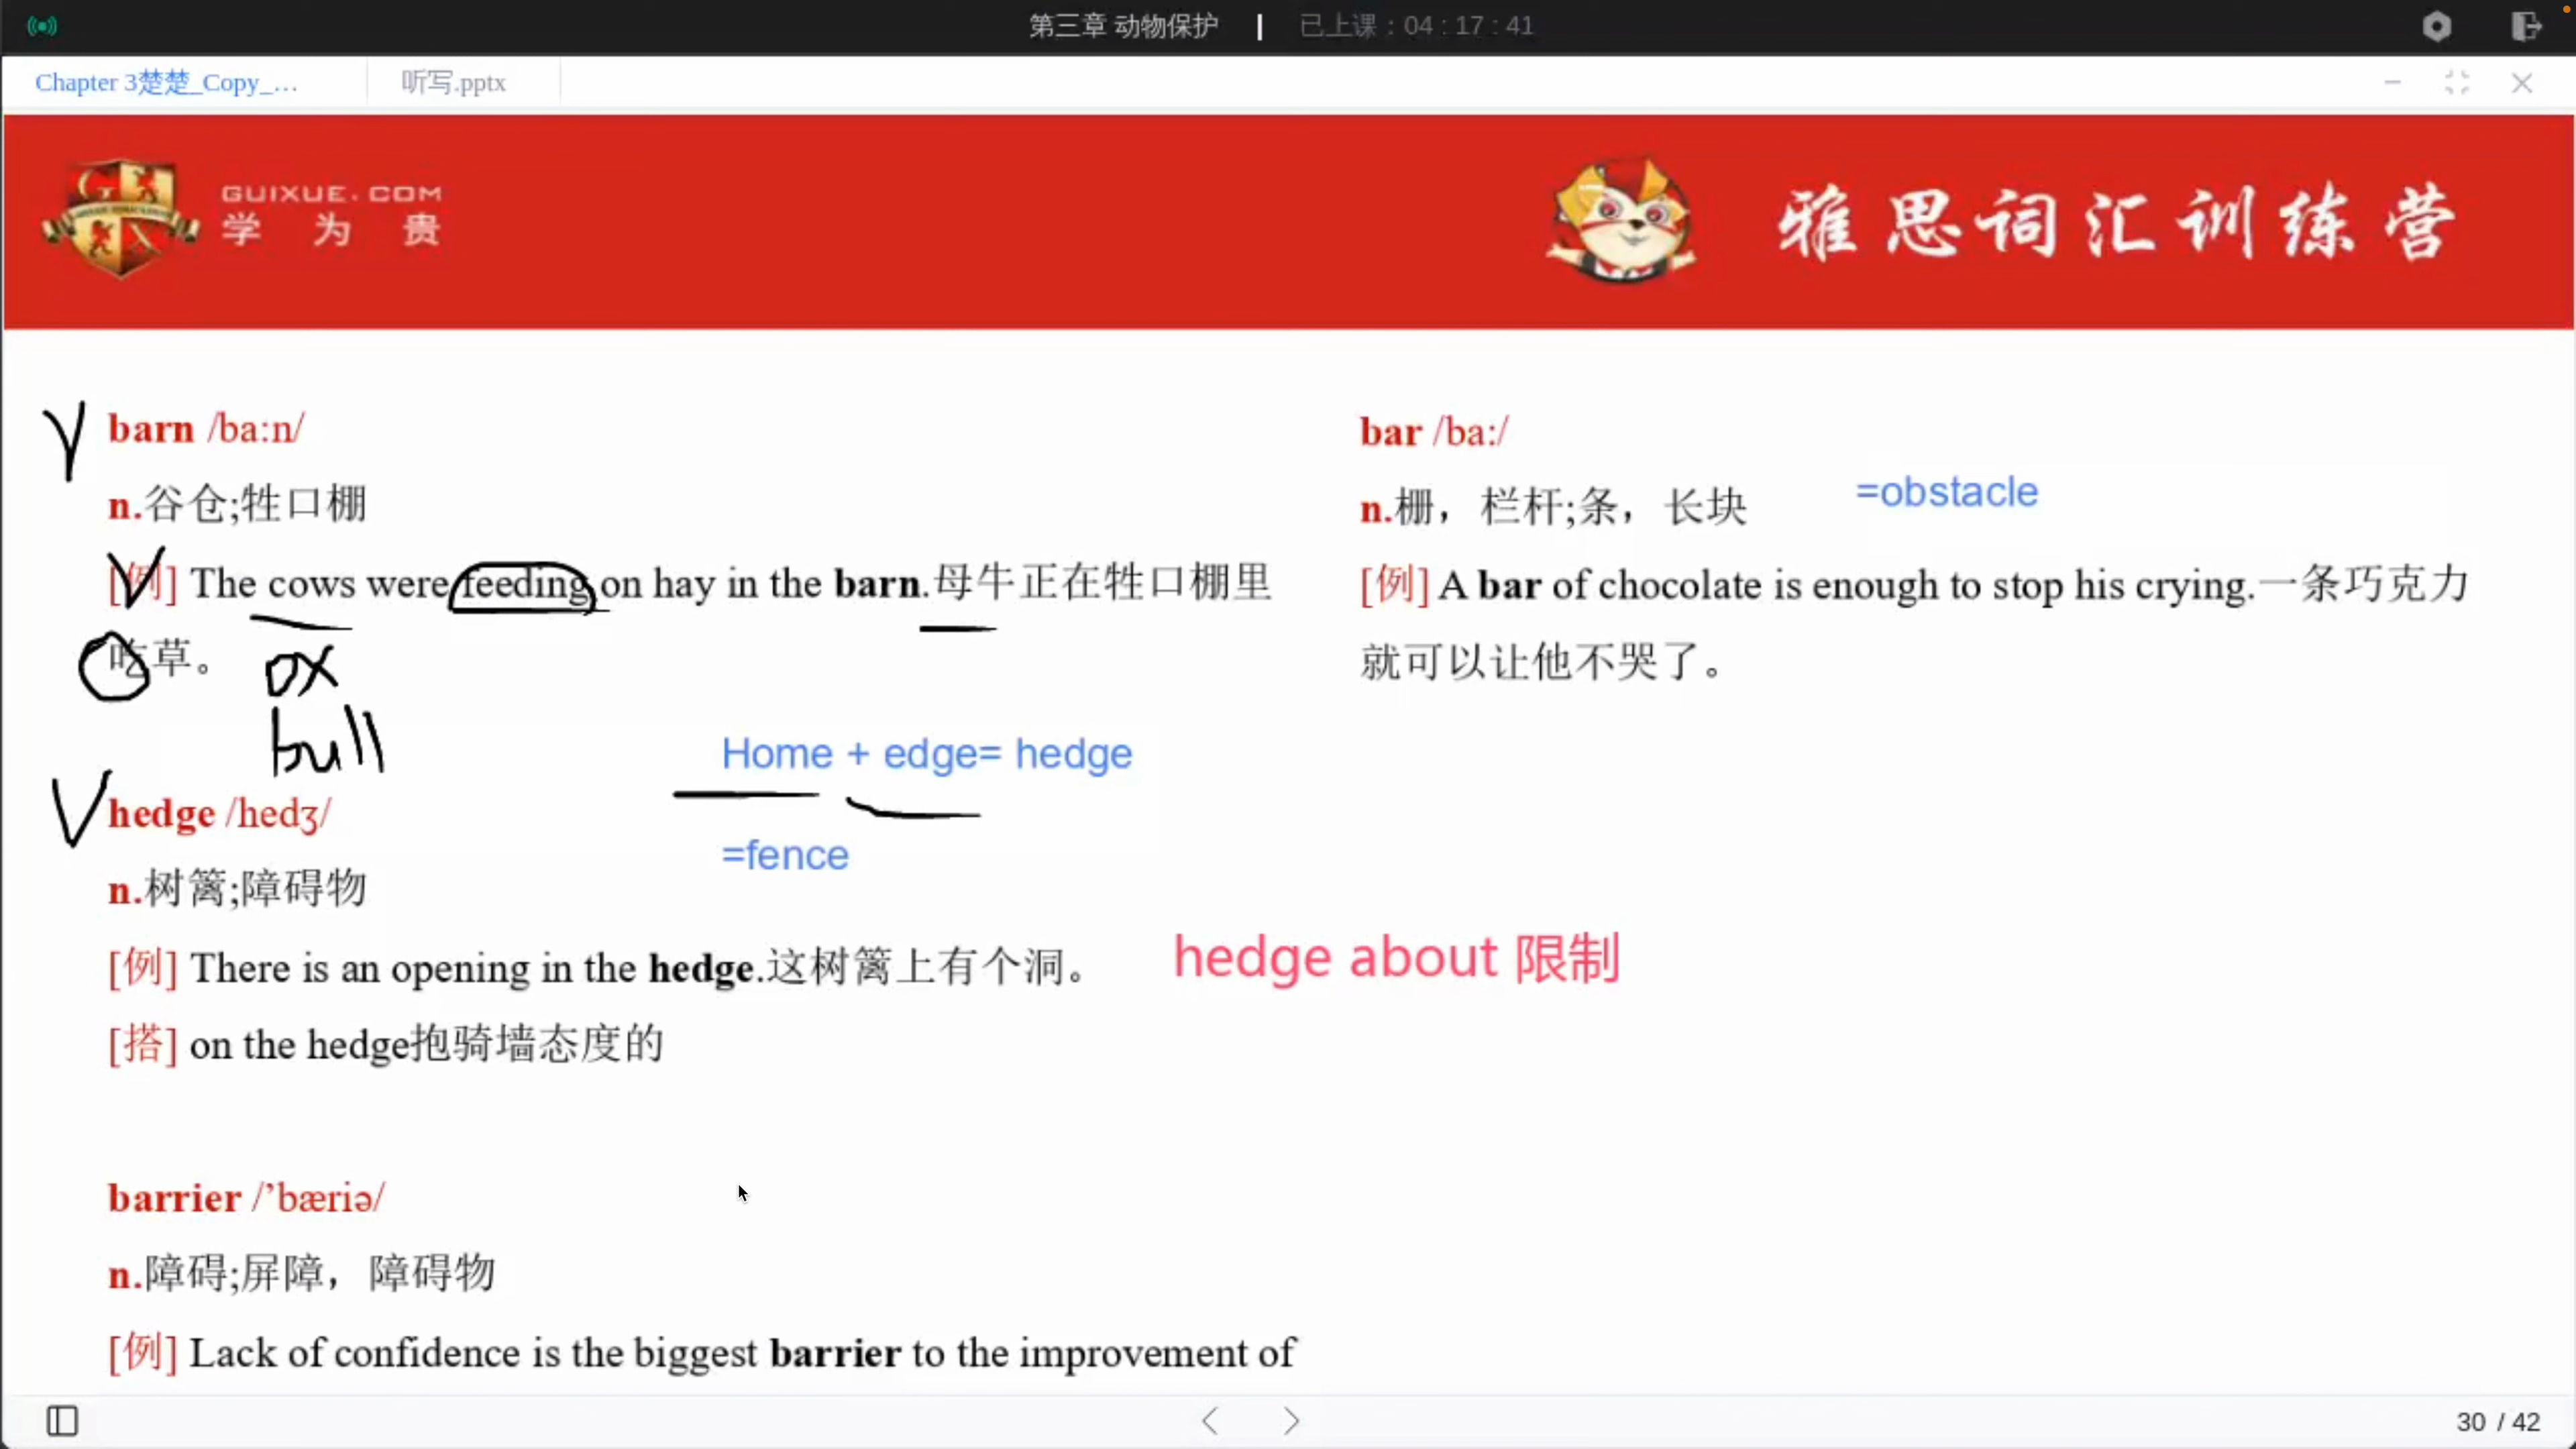 第三章 动物保护 | 已上课：04 : 17 : 41
Chapter 3楚楚_Copy_… 听写.pptx
GUIXUE.COM
学 为 贵
雅思词汇训练营
barn /ba:n/
n.谷仓;牲口棚
[例] The cows were feeding on hay in the barn.母牛正在牲口棚里
吃草。
ox
bull
Home + edge= hedge
=fence
hedge /hedʒ/
n.树篱;障碍物
[例] There is an opening in the hedge.这树篱上有个洞。
hedge about 限制
[搭] on the hedge抱骑墙态度的
barrier /’bæriə/
n.障碍;屏障，障碍物
[例] Lack of confidence is the biggest barrier to the improvement of
bar /ba:/
n.栅，栏杆;条，长块
=obstacle
[例] A bar of chocolate is enough to stop his crying.一条巧克力
就可以让他不哭了。
30 / 42